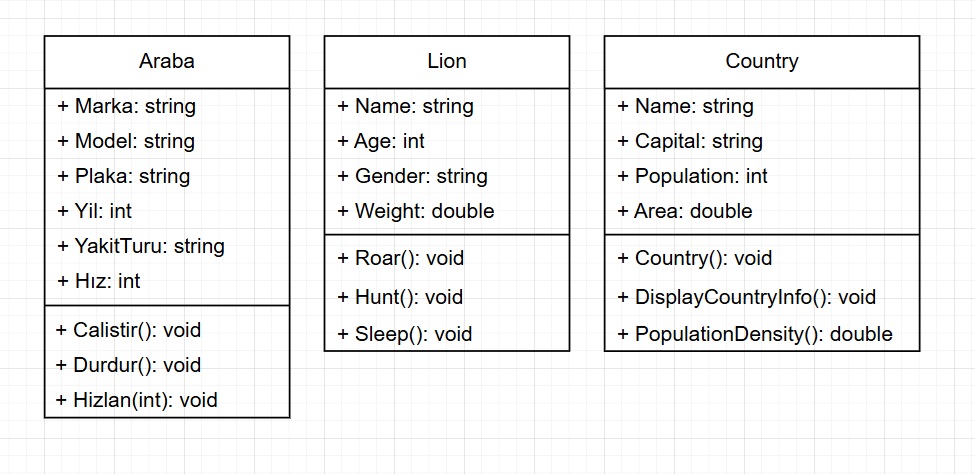 Araba
+ Marka: string
+ Model: string
+ Plaka: string
+ Yil: int
+ YakitTuru: string
+ Hız: int
+ Calistir(): void
+ Durdur(): void
+ Hizlan(int): void
Lion
+ Name: string
+ Age: int
+ Gender: string
+ Weight: double
+ Roar(): void
+ Hunt(): void
+ Sleep(): void
Country
+ Name: string
+ Capital: string
+ Population: int
+ Area: double
+ Country(): void
+ DisplayCountryInfo(): void
+ PopulationDensity(): double